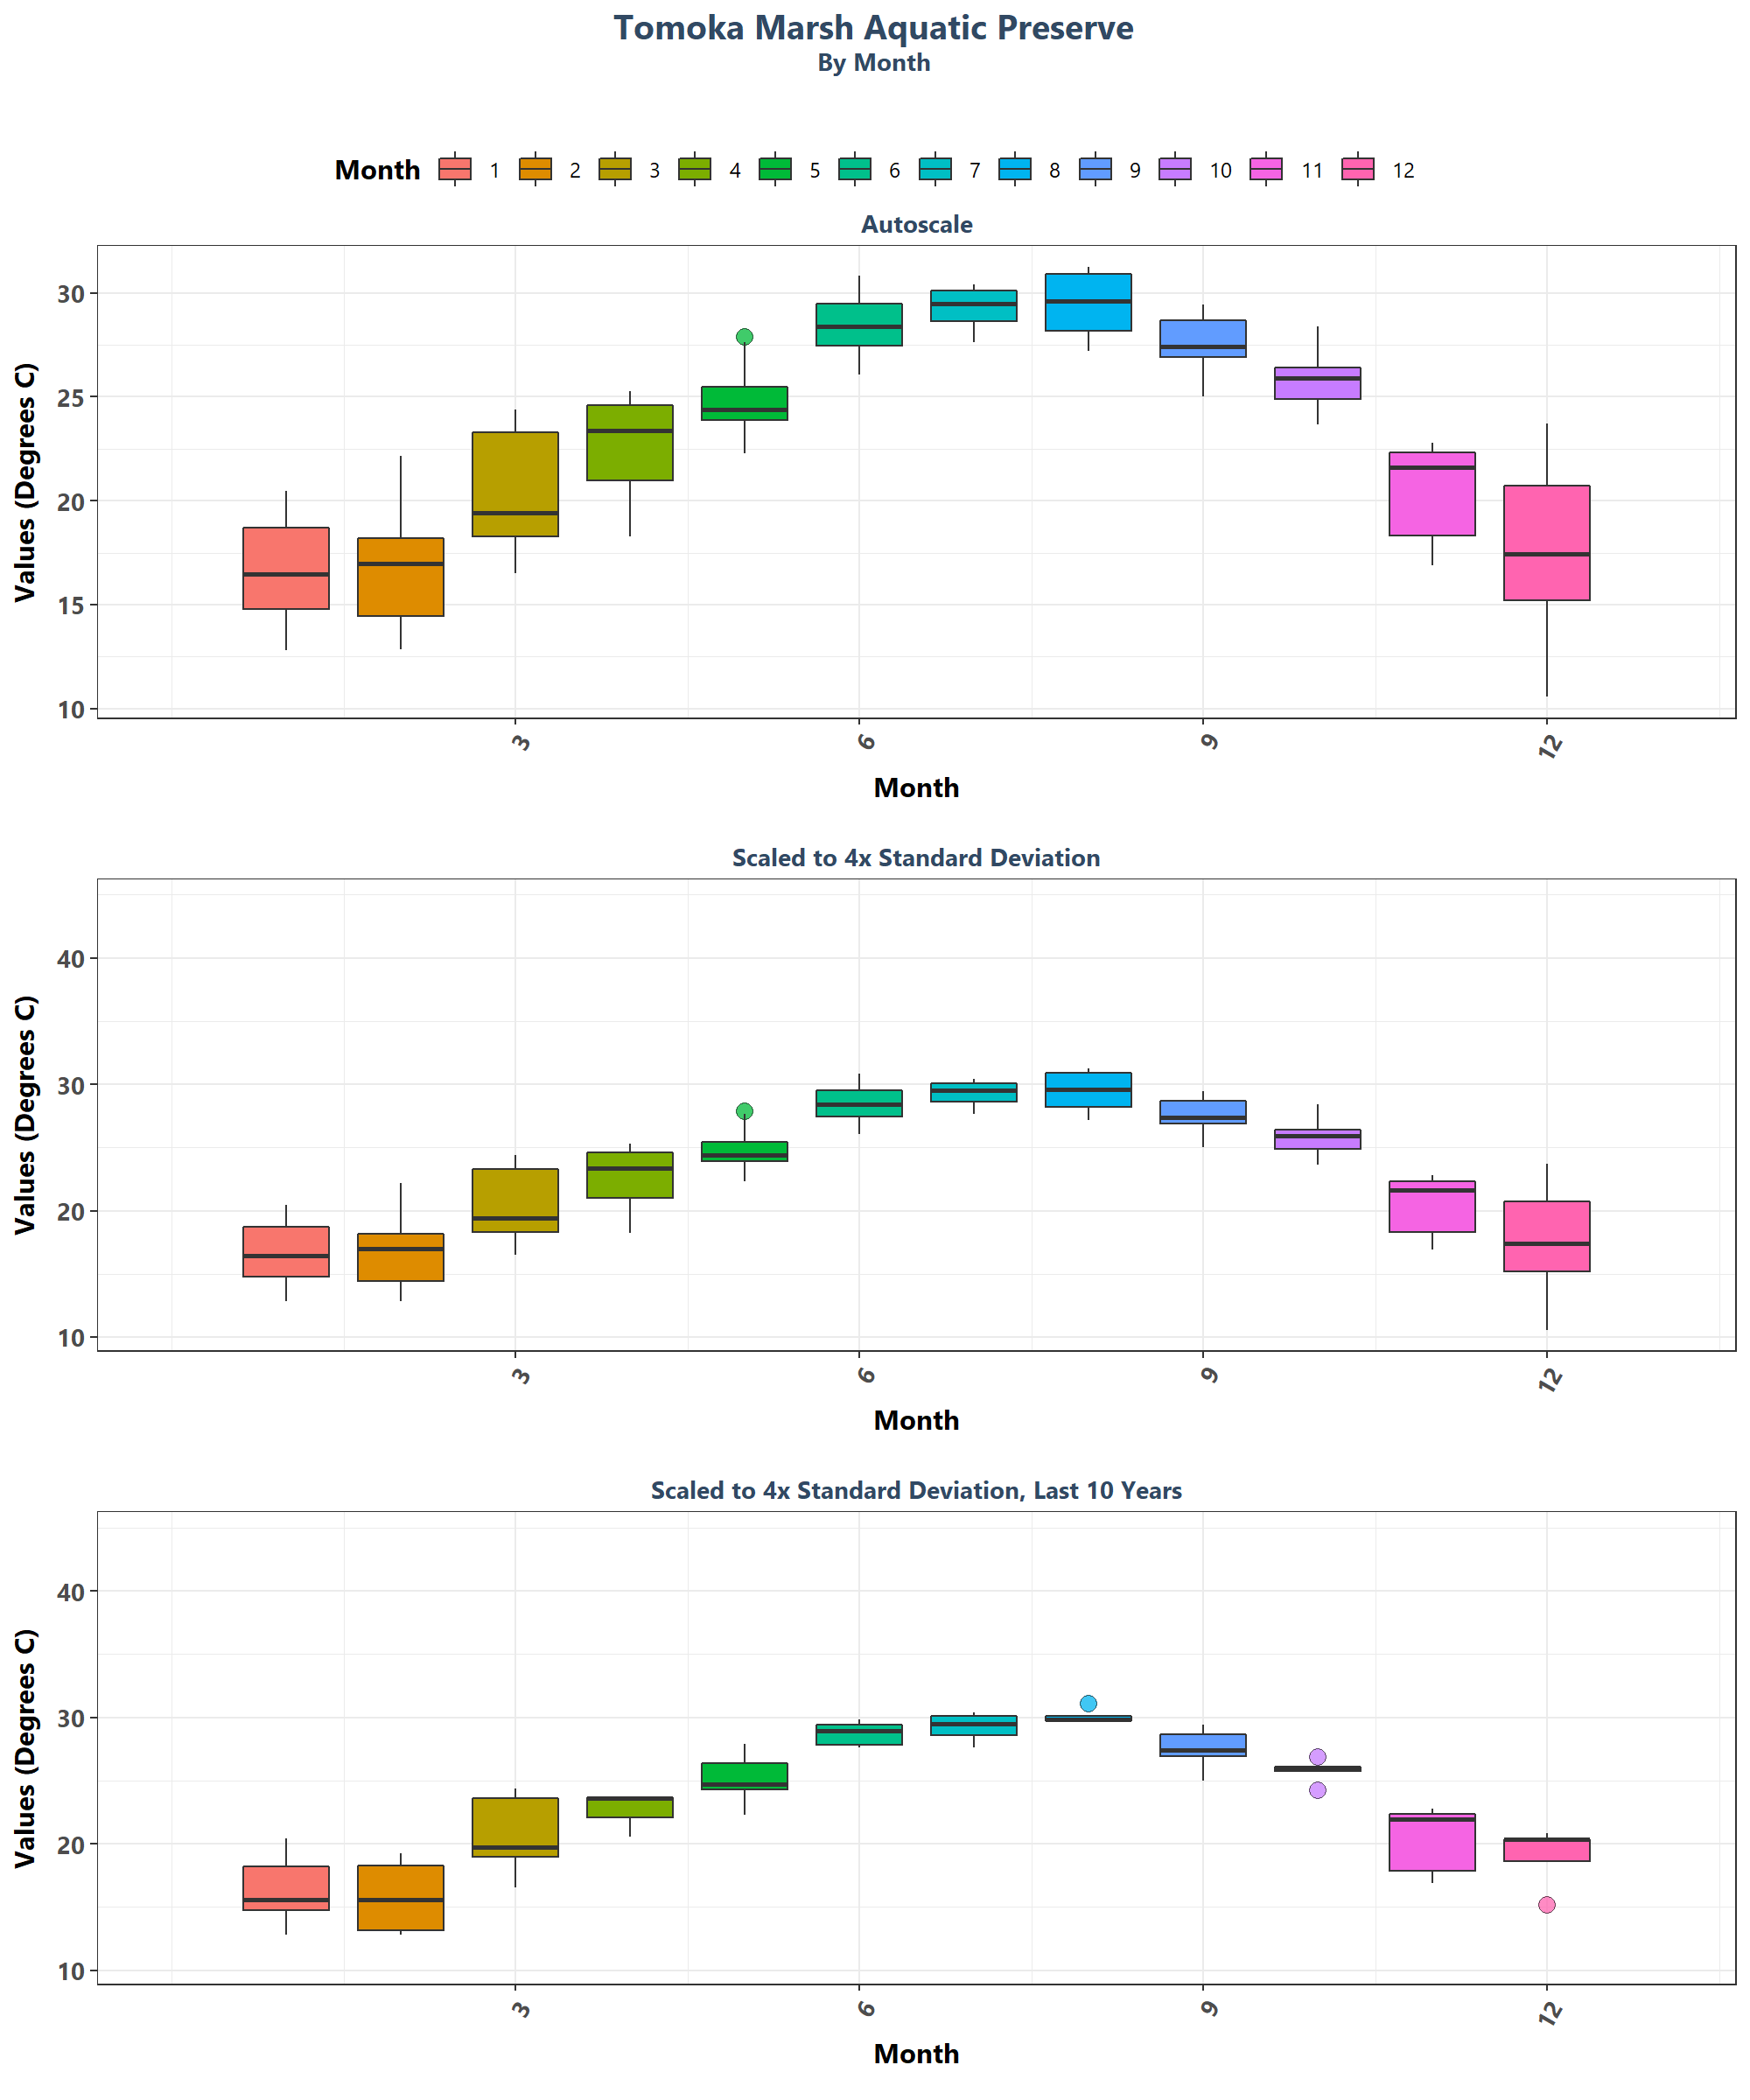 Tomoka Marsh Aquatic Preserve
By Month
Month 1 2 3 4 5 6 7 8 9 10 11 12
Autoscale
Values (Degrees C)
30
25
20
15
10
3 6 9 12
Month
Scaled to 4x Standard Deviation
Values (Degrees C)
40
30
20
10
3 6 9 12
Month
Scaled to 4x Standard Deviation, Last 10 Years
Values (Degrees C)
40
30
20
10
3 6 9 12
Month